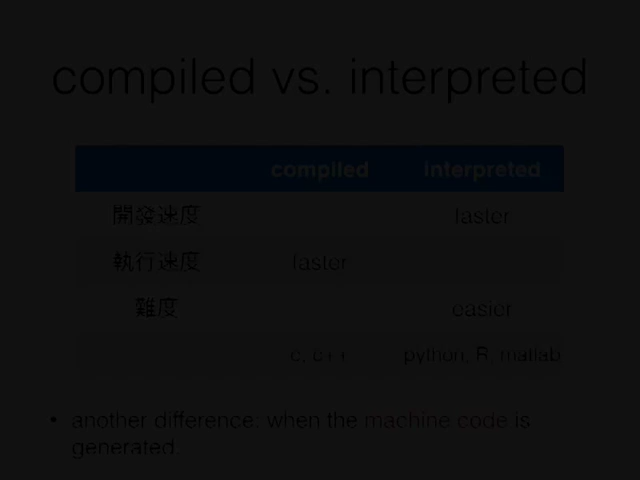 compiled vs. interpreted
compiled interpreted
開發速度 faster
執行速度 faster
難度 easier
c, c++ python, R, matlab
• another difference: when the machine code is
generated.